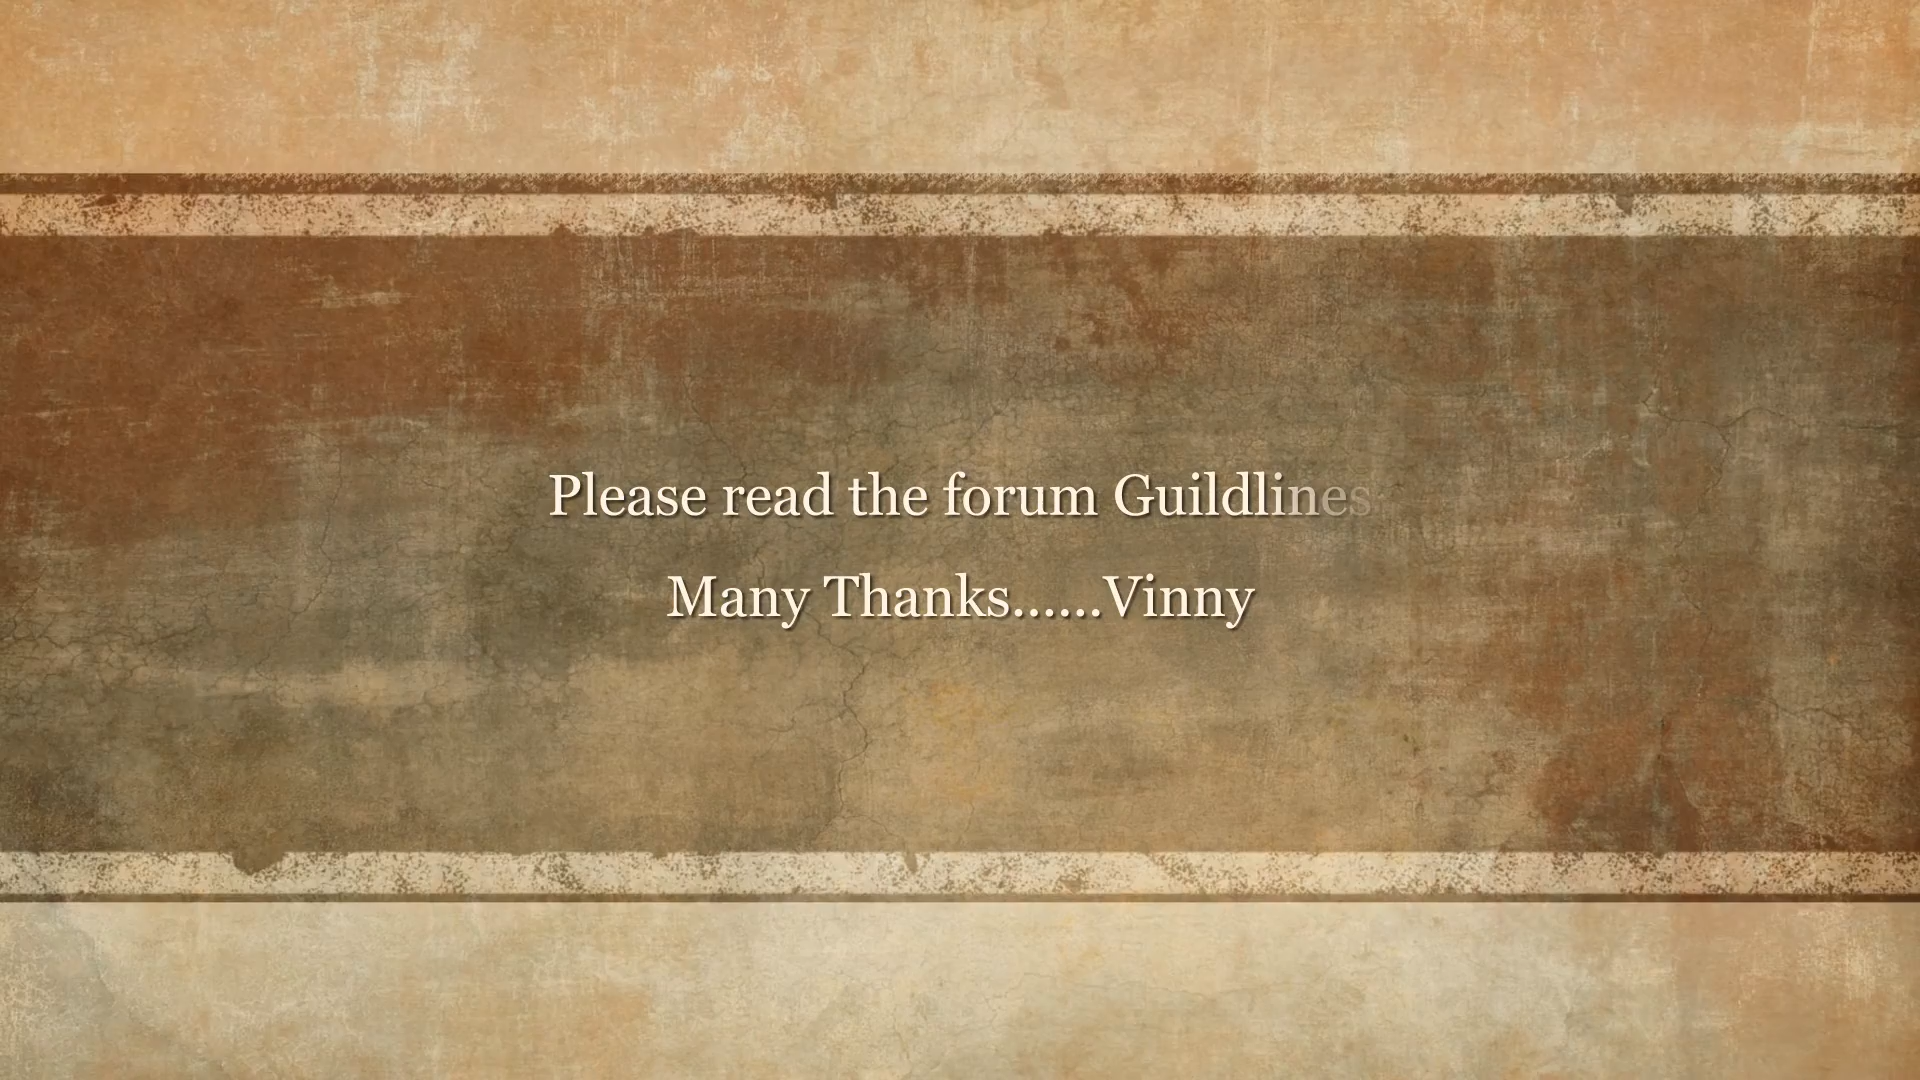 Please read the forum Guildlines
Many Thanks......Vinny